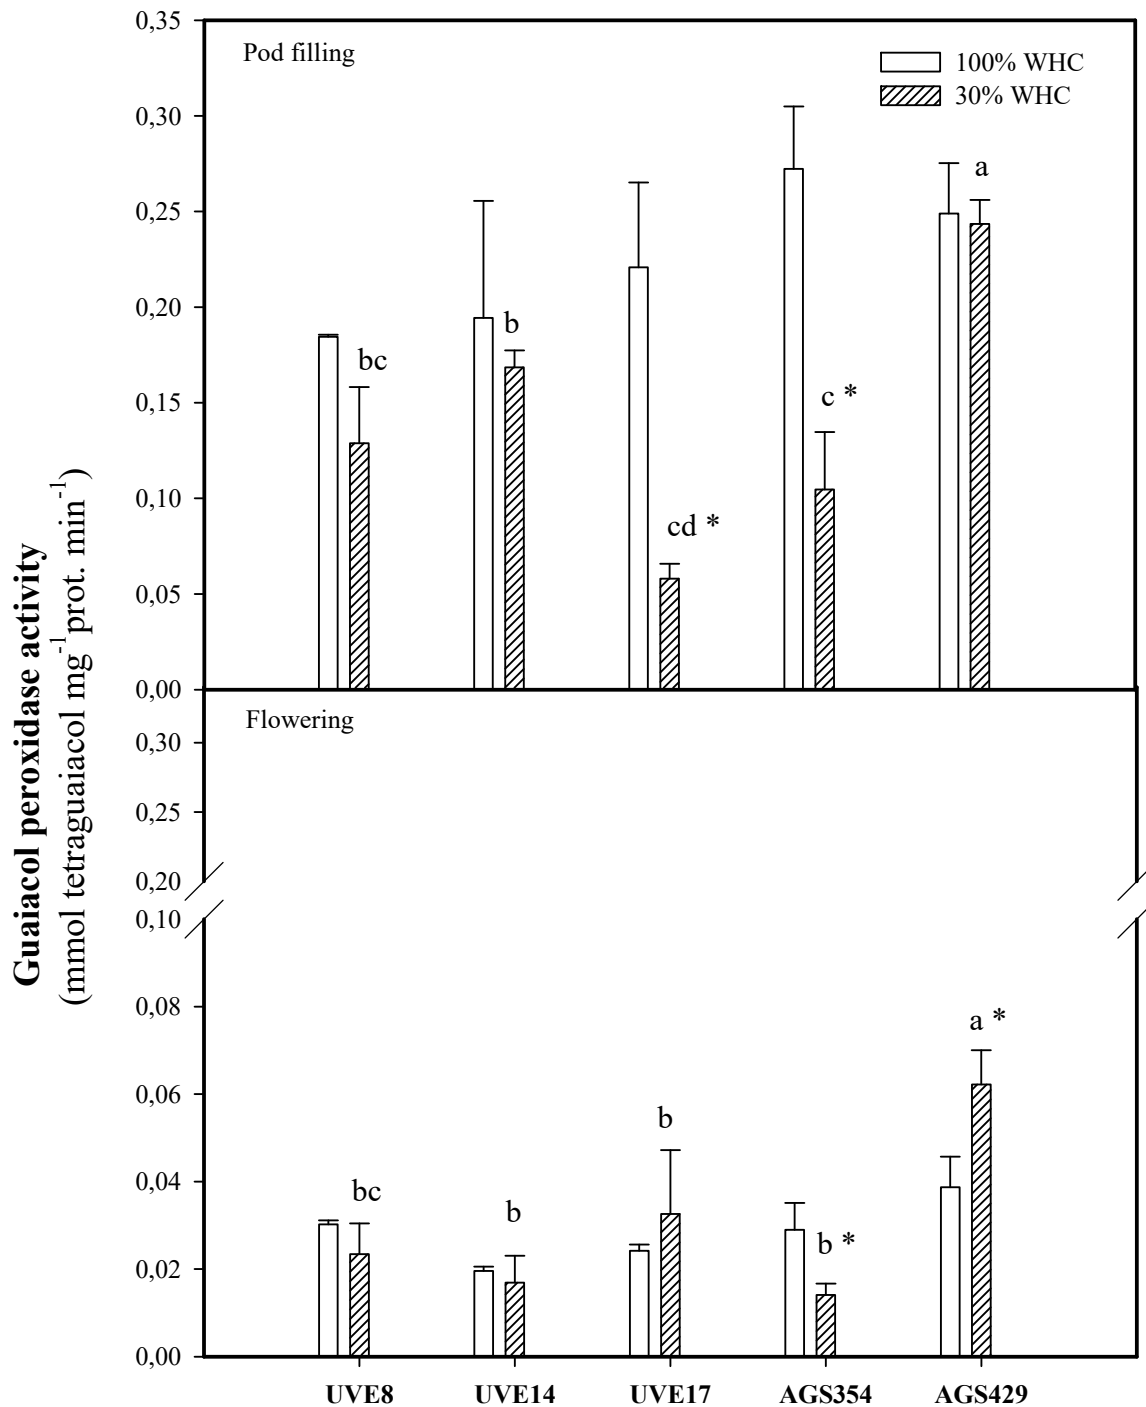 Guaiacol peroxidase activity
(mmol tetraguaiacol mg⁻¹ prot. min⁻¹)
0,35
0,30
0,25
0,20
0,15
0,10
0,05
0,00
Pod filling
100% WHC
30% WHC
bc
b
cd *
c *
a
0,30
0,25
0,20
0,10
0,08
0,06
0,04
0,02
0,00
Flowering
bc
b
b
b *
a *
UVE8 UVE14 UVE17 AGS354 AGS429